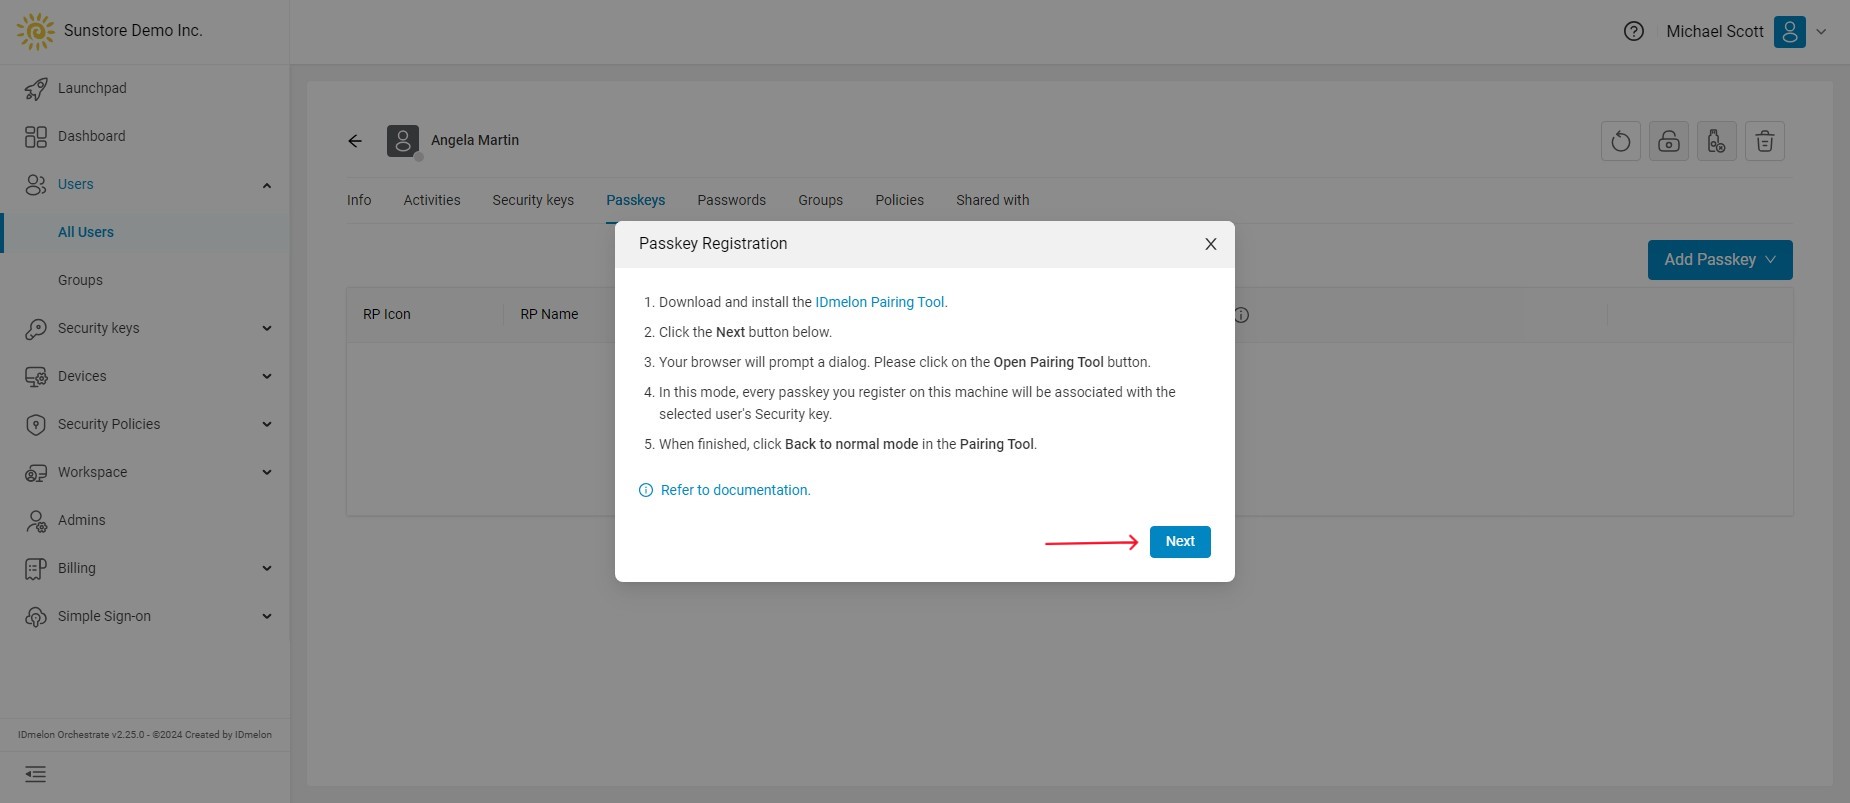 Sunstore Demo Inc.
Michael Scott
Launchpad
Dashboard
Users
All Users
Groups
Security keys
Devices
Security Policies
Workspace
Admins
Billing
Simple Sign-on
IDmelon Orchestrate v2.25.0 - ©2024 Created by IDmelon
Angela Martin
Info Activities Security keys Passkeys Passwords Groups Policies Shared with
Add Passkey
RP Icon RP Name
Passkey Registration
1. Download and install the IDmelon Pairing Tool.
2. Click the Next button below.
3. Your browser will prompt a dialog. Please click on the Open Pairing Tool button.
4. In this mode, every passkey you register on this machine will be associated with the
selected user's Security key.
5. When finished, click Back to normal mode in the Pairing Tool.
Refer to documentation.
Next